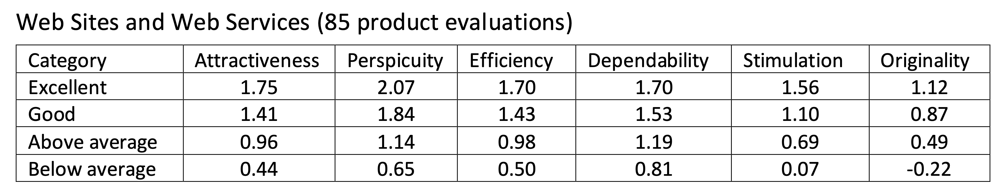 Web Sites and Web Services (85 product evaluations)
Category Attractiveness Perspicuity Efficiency Dependability Stimulation Originality
Excellent 1.75 2.07 1.70 1.70 1.56 1.12
Good 1.41 1.84 1.43 1.53 1.10 0.87
Above average 0.96 1.14 0.98 1.19 0.69 0.49
Below average 0.44 0.65 0.50 0.81 0.07 -0.22